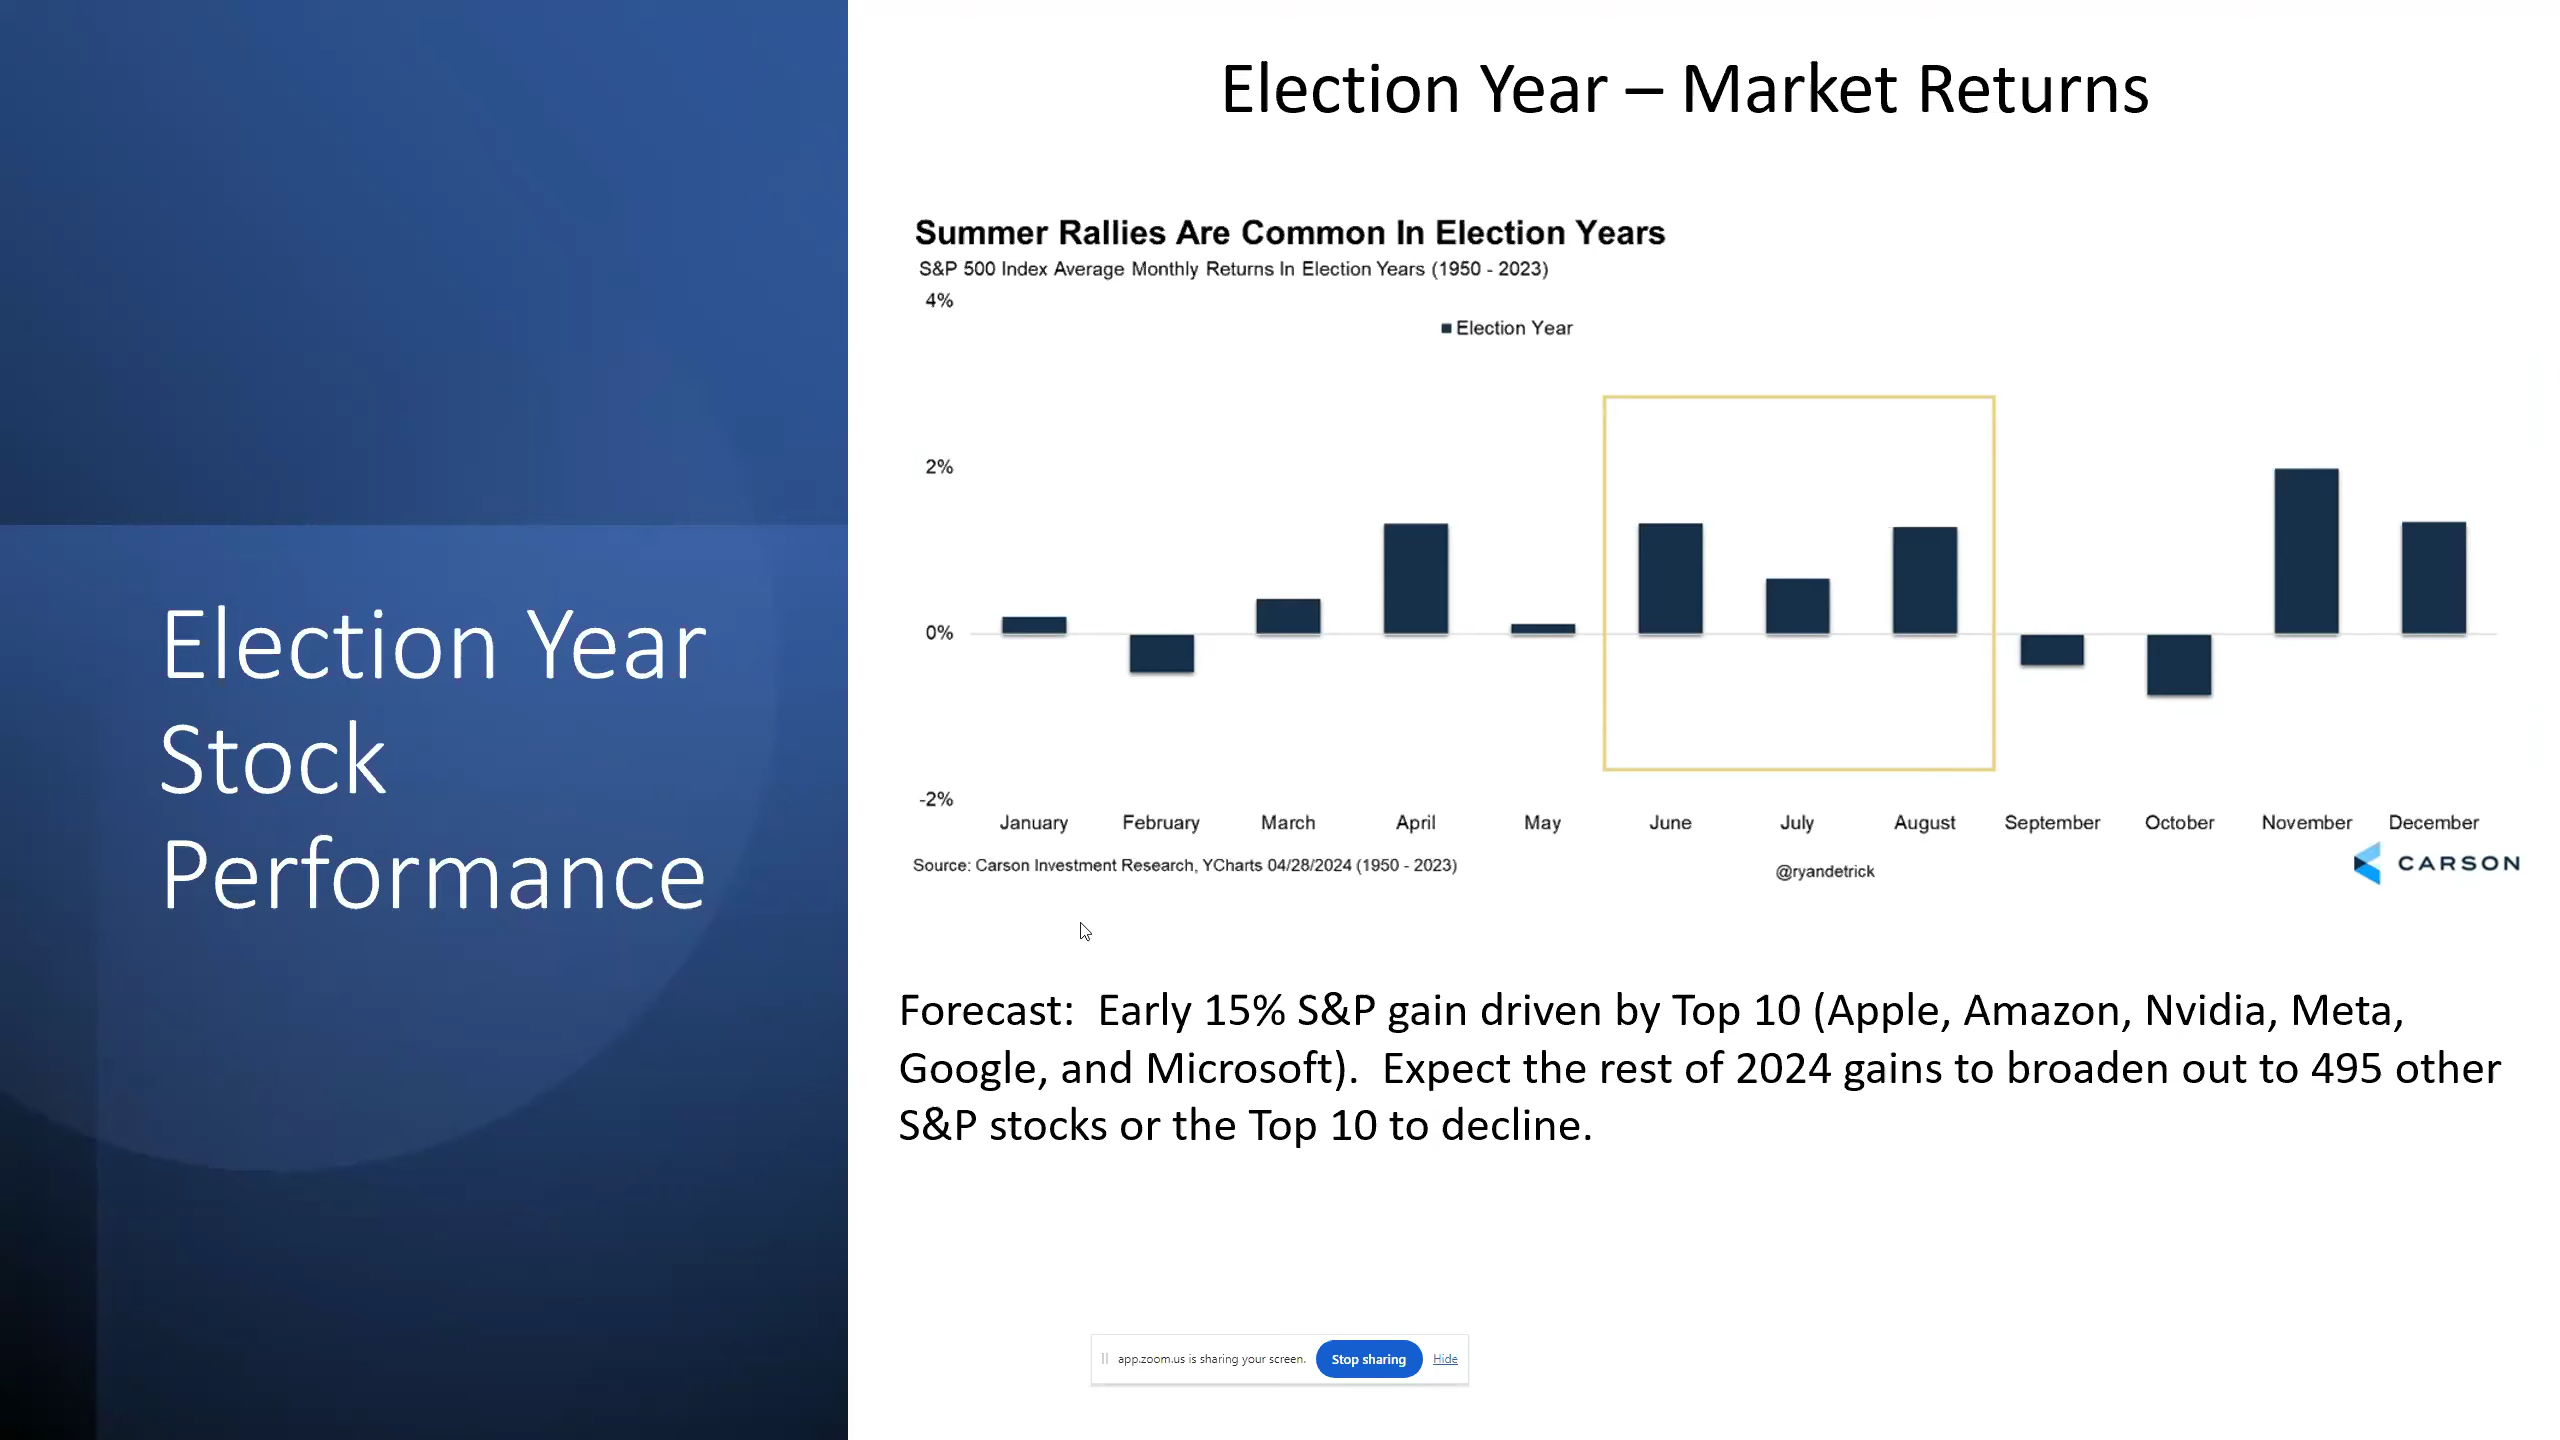 Election Year
Stock
Performance
Election Year – Market Returns
Summer Rallies Are Common In Election Years
S&P 500 Index Average Monthly Returns In Election Years (1950 - 2023)
4%
Election Year
2%
0%
-2%
January February March April May June July August September October November December
Source: Carson Investment Research, YCharts 04/28/2024 (1950 - 2023)
@ryandetrick
CARSON
Forecast:  Early 15% S&P gain driven by Top 10 (Apple, Amazon, Nvidia, Meta,
Google, and Microsoft).  Expect the rest of 2024 gains to broaden out to 495 other
S&P stocks or the Top 10 to decline.
app.zoom.us is sharing your screen. Stop sharing Hide